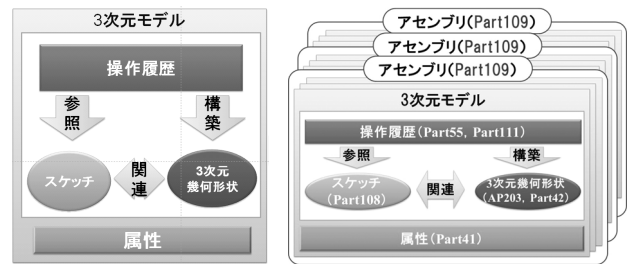 3次元モデル
操作履歴
参照
構築
スケッチ
関連
3次元
幾何形状
属性
アセンブリ(Part109)
アセンブリ(Part109)
アセンブリ(Part109)
3次元モデル
操作履歴(Part55, Part111)
参照
構築
スケッチ
(Part108)
関連
3次元幾何形状
(AP203, Part42)
属性(Part41)